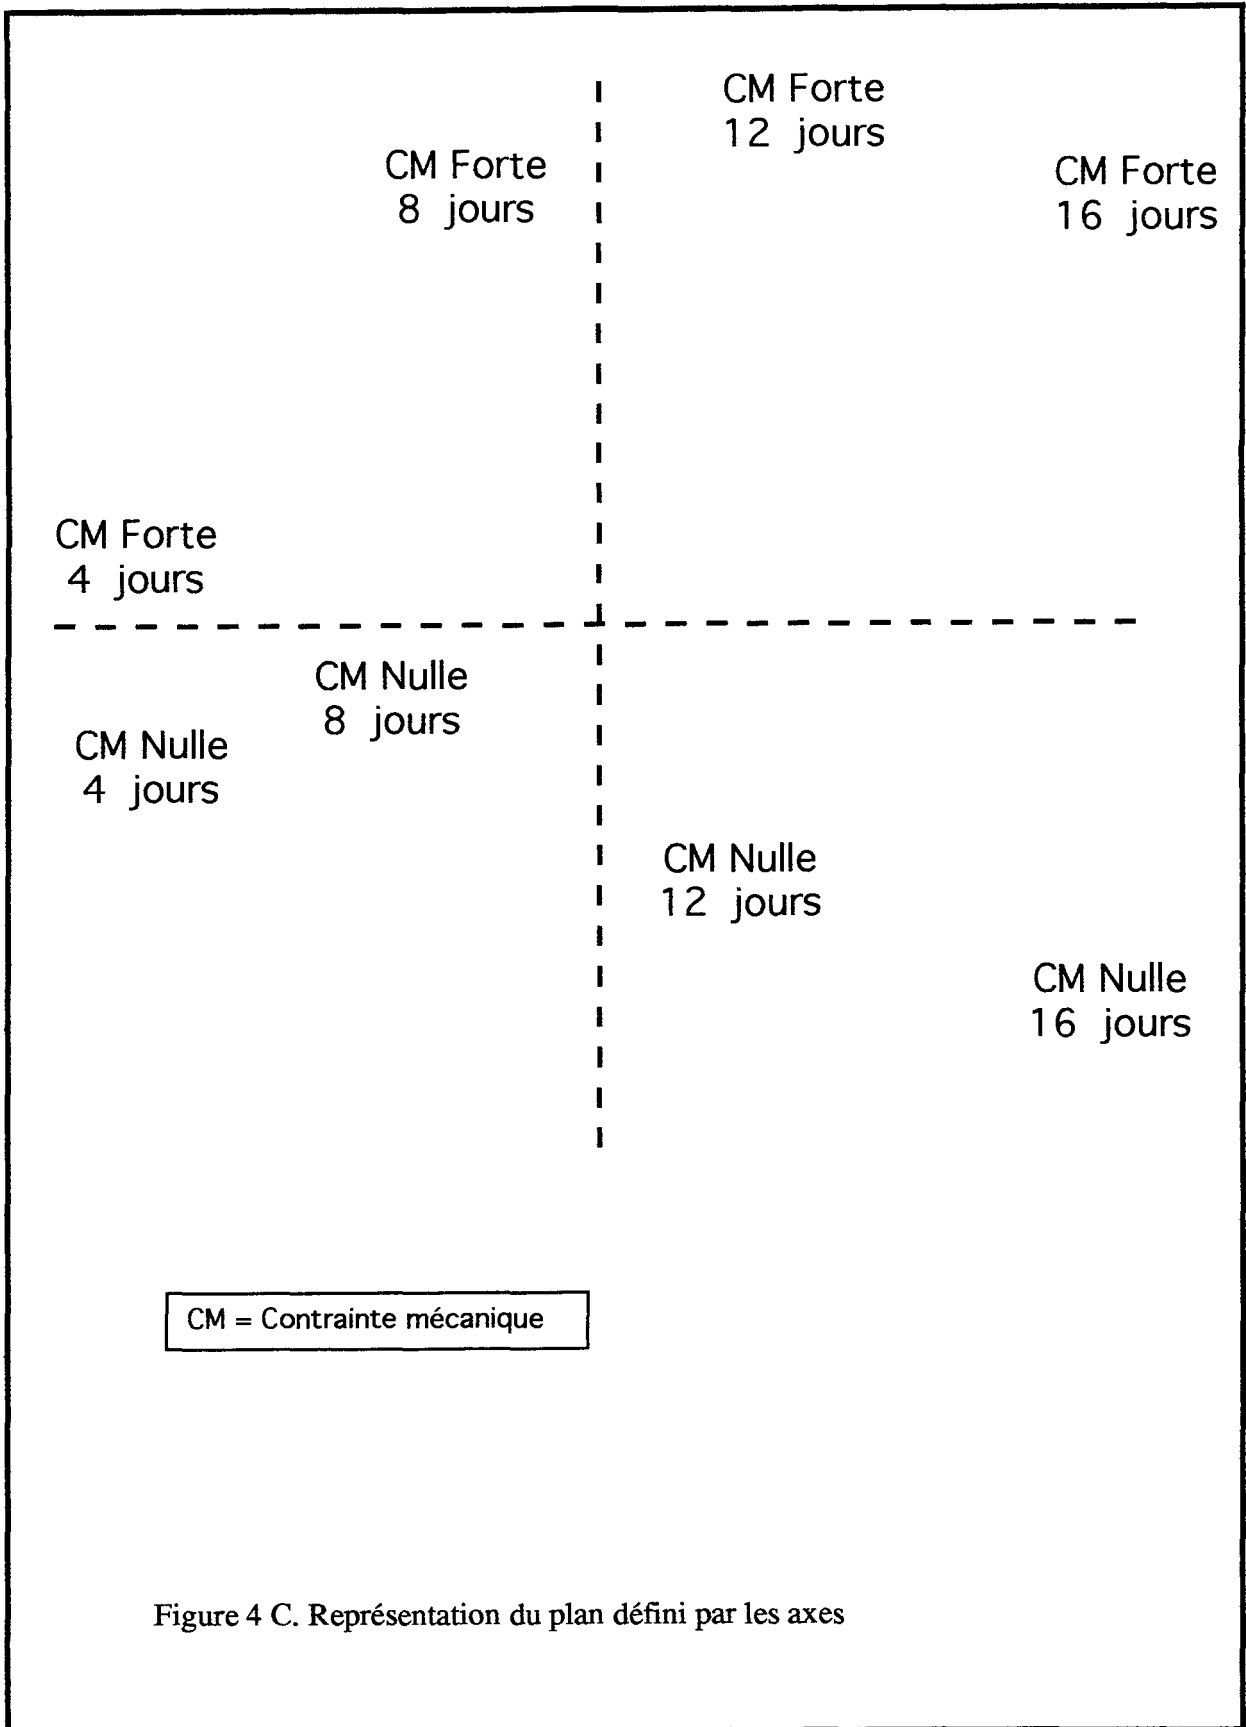 CM Forte
12 jours
CM Forte
8 jours
CM Forte
16 jours
CM Forte
4 jours
CM Nulle
8 jours
CM Nulle
4 jours
CM Nulle
12 jours
CM Nulle
16 jours
CM = Contrainte mécanique
Figure 4 C. Représentation du plan défini par les axes